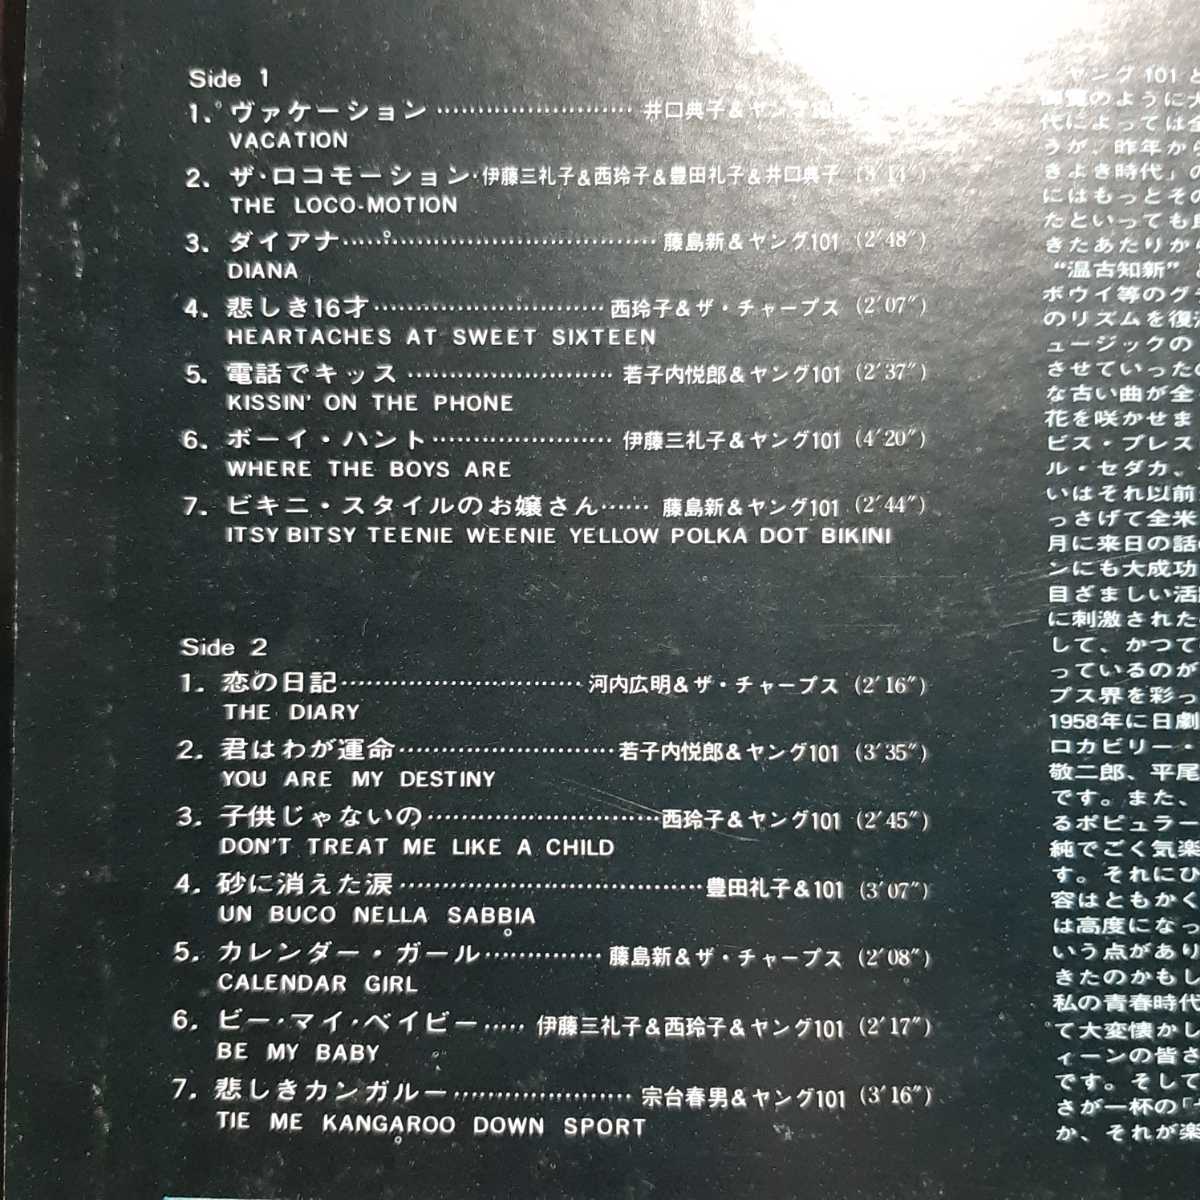 Side 1
1. ヴァケーション 井口典子&ヤング
VACATION
2. ザ・ロコモーション 伊藤三礼子&西玲子&豊田礼子&井口典子 (3′14″)
THE LOCO-MOTION
3. ダイアナ 藤島新&ヤング101 (2′48″)
DIANA
4. 悲しき16才 西玲子&ザ・チャープス (2′07″)
HEARTACHES AT SWEET SIXTEEN
5. 電話でキッス 若子内悦郎&ヤング101 (2′37″)
KISSIN' ON THE PHONE
6. ボーイ・ハント 伊藤三礼子&ヤング101 (4′20″)
WHERE THE BOYS ARE
7. ビキニ・スタイルのお嬢さん 藤島新&ヤング101 (2′44″)
ITSY BITSY TEENIE WEENIE YELLOW POLKA DOT BIKINI
Side 2
1. 恋の日記 河内広明&ザ・チャープス (2′16″)
THE DIARY
2. 君はわが運命 若子内悦郎&ヤング101 (3′35″)
YOU ARE MY DESTINY
3. 子供じゃないの 西玲子&ヤング101 (2′45″)
DON'T TREAT ME LIKE A CHILD
4. 砂に消えた涙 豊田礼子&101 (3′07″)
UN BUCO NELLA SABBIA
5. カレンダー・ガール 藤島新&ザ・チャープス (2′08″)
CALENDAR GIRL
6. ビー・マイ・ベイビー 伊藤三礼子&西玲子&ヤング101 (2′17″)
BE MY BABY
7. 悲しきカンガルー 宗台春男&ヤング101 (3′16″)
TIE ME KANGAROO DOWN SPORT
ヤング101と
のように
代によっては
うが、昨年から
きよき時代」の
にはもっとその
たといっても
きたあたりか
“温古知新”
ボウイ等のグ
のリズムを復
ュージックの
させていったの
な古い曲が全
花を咲かせま
ビス・プレス
ル・セダカ、
いはそれ以前
っさげて全米
月に来日の話
ンにも大成功
目ざましい活
に刺激された
して、かつて
っているのが
プス界を彩っ
1958年に日劇
ロカビリー・
敬二郎、平尾
です。また、
るポピュラー
純でごく気楽
す。それにひ
容はともかく
は高度になっ
いう点があり
きたのかもし
私の青春時代
て大変懐かし
ィーンの皆さ
です。そして
さが一杯の「
か、それが楽